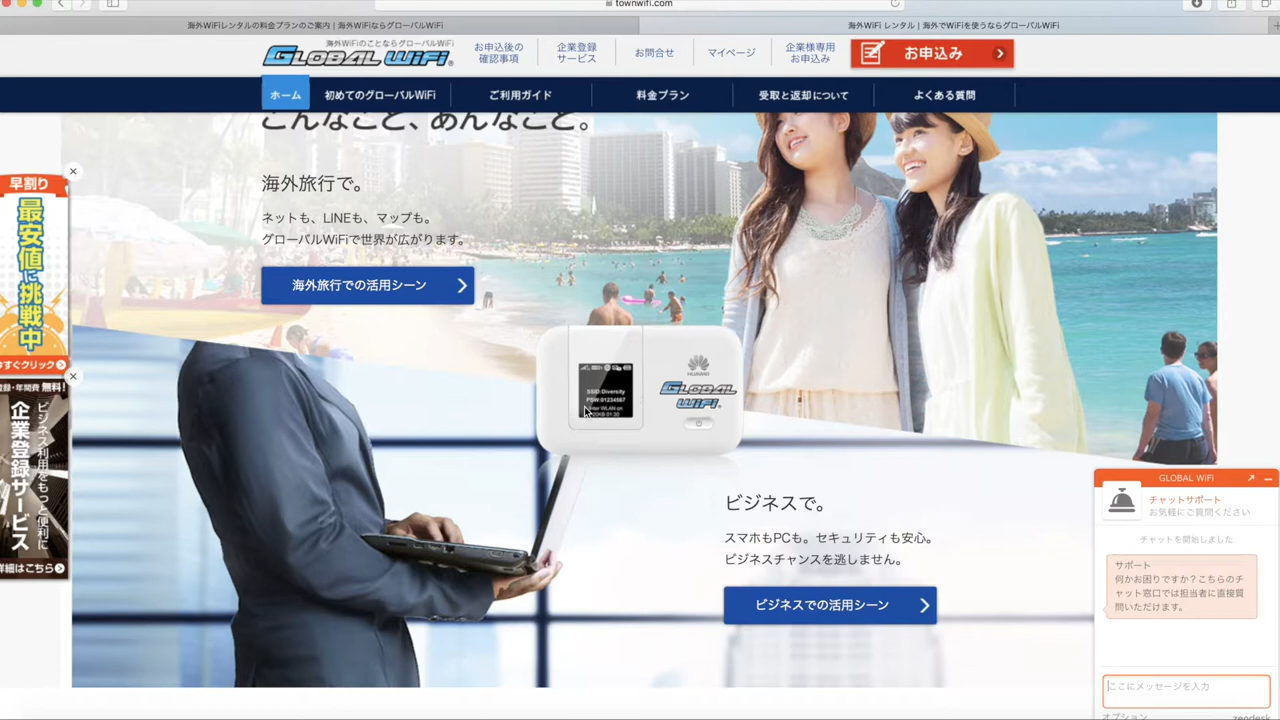 townwifi.com
海外WiFiレンタルの料金プランのご案内 | 海外WiFiならグローバルWiFi
海外WiFi レンタル | 海外でWiFiを使うならグローバルWiFi
海外WiFiのことならグローバルWiFi
GLOBAL WiFi®
お申込後の
確認事項
企業登録
サービス
お問合せ
マイページ
企業様専用
お申込み
お申込み
ホーム
初めてのグローバルWiFi
ご利用ガイド
料金プラン
受取と返却について
よくある質問
こんなこと、あんなこと。
海外旅行で。
ネットも、LINEも、マップも。
グローバルWiFiで世界が広がります。
海外旅行での活用シーン
早割り
最安値に挑戦中
今すぐクリック
登録・年間費 無料!
ビジネス利用をもっと便利に
企業登録サービス
詳細はこちら
SSID:Diversity
PSW:01234567
HUAWEI
GLOBAL
WiFi®
ビジネスで。
スマホもPCも。セキュリティも安心。
ビジネスチャンスを逃しません。
ビジネスでの活用シーン
GLOBAL WiFi
チャットサポート
お気軽にご質問ください
チャットを開始しました
サポート
何かお困りですか？こちらのチ
ャット窓口では担当者に直接質
問いただけます。
ここにメッセージを入力
オプション
zendesk